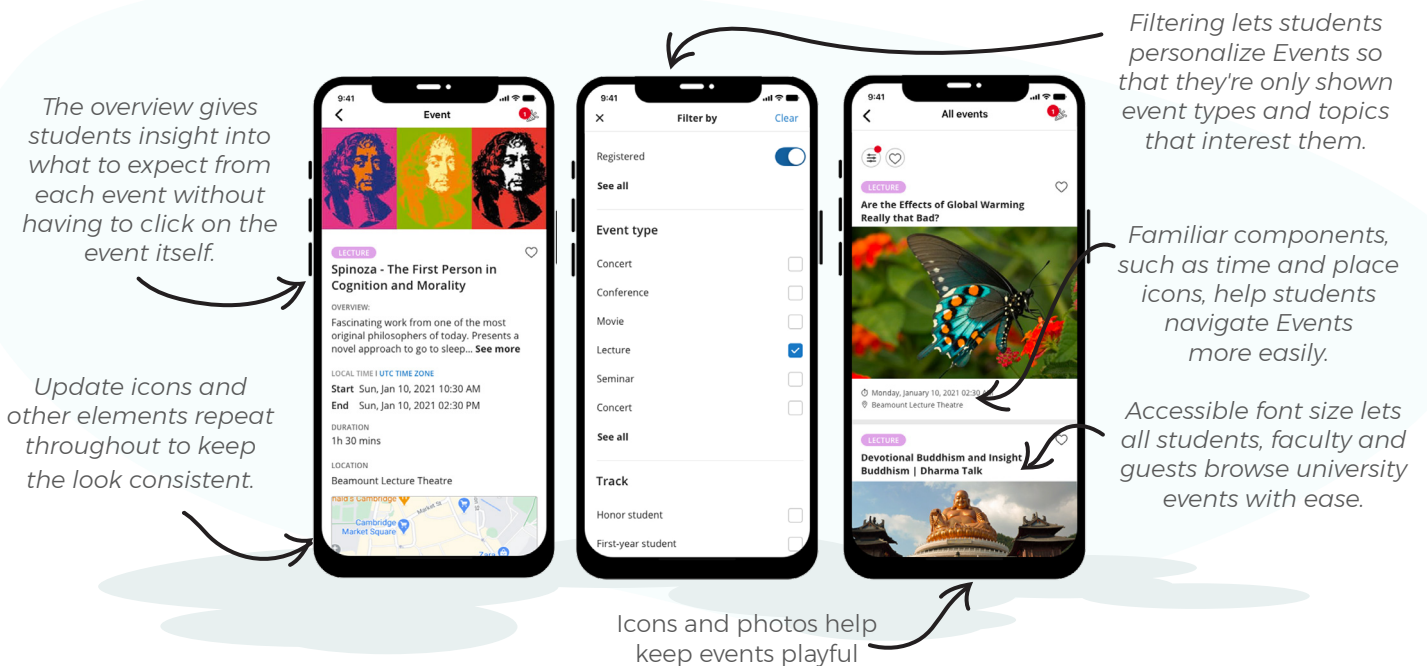 The overview gives
students insight into
what to expect from
each event without
having to click on the
event itself.
Update icons and
other elements repeat
throughout to keep
the look consistent.
9:41
Event
1
LECTURE
Spinoza - The First Person in
Cognition and Morality
OVERVIEW:
Fascinating work from one of the most
original philosophers of today. Presents a
novel approach to go to sleep... See more
LOCAL TIME I UTC TIME ZONE
Start Sun, Jan 10, 2021 10:30 AM
End Sun, Jan 10, 2021 02:30 PM
DURATION
1h 30 mins
LOCATION
Beamount Lecture Theatre
nald's Cambridge
Market St
Cambridge
Market Square
Zara
9:41
Filter by
Clear
Registered
See all
Event type
Concert
Conference
Movie
Lecture
Seminar
Concert
See all
Track
Honor student
First-year student
9:41
All events
1
LECTURE
Are the Effects of Global Warming
Really that Bad?
Monday, January 10, 2021 02:30
Beamount Lecture Theatre
LECTURE
Devotional Buddhism and Insight
Buddhism | Dharma Talk
Filtering lets students
personalize Events so
that they're only shown
event types and topics
that interest them.
Familiar components,
such as time and place
icons, help students
navigate Events
more easily.
Accessible font size lets
all students, faculty and
guests browse university
events with ease.
Icons and photos help
keep events playful